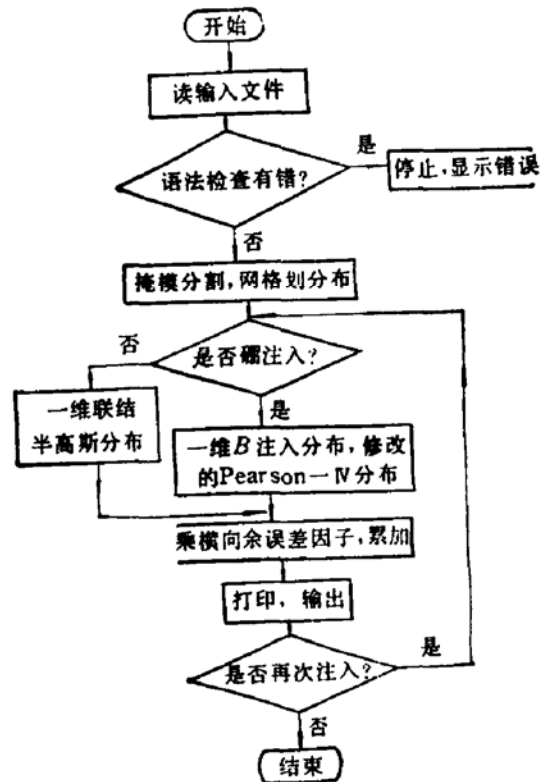 开始
读输入文件
语法检查有错?
是
停止,显示错误
否
掩模分割,网格划分布
否
是否硼注入?
一维联结
半高斯分布
是
一维B注入分布,修改
的Pearson一Ⅳ分布
乘横向余误差因子,累加
打印,输出
是否再次注入?
是
否
结束